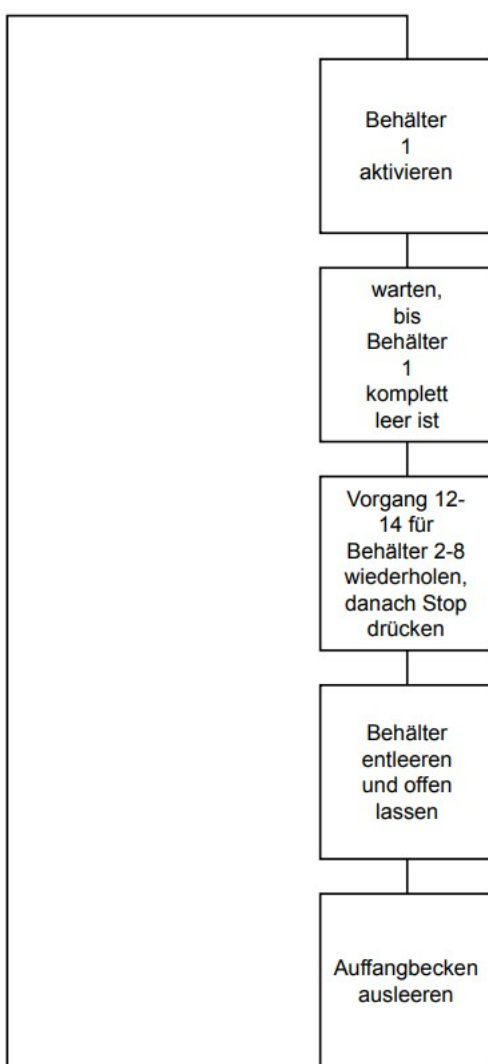 Behälter
1
aktivieren
warten,
bis
Behälter
1
komplett
leer ist
Vorgang 12-
14 für
Behälter 2-8
wiederholen,
danach Stop
drücken
Behälter
entleeren
und offen
lassen
Auffangbecken
ausleeren